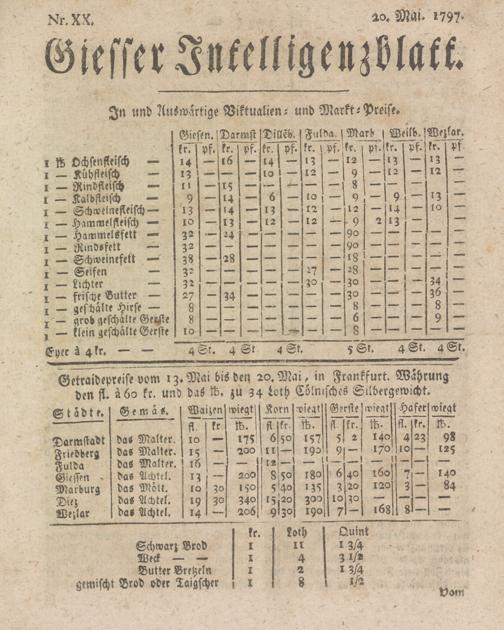 Nr. XX. 20. Mai. 1797.
Giesser Intelligenzblatt.
In und Auswärtige Viktualien- und Markt-Preise.
Giesen. Darmst Dilleb. Fulda. Marb Weilb. Wezlar.
kr. pf. kr. pf. kr. pf. kr. pf. kr. pf. kr. pf. kr. pf.
1 ℔ Ochsenfleisch — 14 — 16 — 14 — 13 — 12 — 13 — 13 —
1 — Kühfleisch — 13 — — — 10 — 12 — 9 — 12 — 12 —
1 — Rindfleisch — 11 — 15 — — — — — 8 — — — — —
1 — Kalbfleisch — 9 — 14 — 6 — 10 — 9 — 9 — 13 —
1 — Schweinefleisch — 13 — 14 — 13 — 12 — 12 — 14 — 10 —
1 — Hammelfleisch — 10 — 13 — 12 — 12 — 9 2 13 — — —
1 — Hammelsfett — 32 — 24 — — — — — 90 — — — — —
1 — Rindsfett — 32 — — — — — — — 90 — — — — —
1 — Schweinefett — 38 — 28 — — — — — 28 — — — — —
1 — Seifen — 32 — — — — — 27 — 18 — — — — —
1 — Lichter — 32 — — — — — 30 — 30 — — — 34 —
1 — frische Butter — 27 — 34 — — — — — 30 — — — 36 —
1 — geschälte Hirse — 8 — — — — — — — 8 — — — 8 —
1 — grob geschälte Gerste 8 — — — — — — — 6 — — — 9 —
1 — klein geschälte Gerste 10 — — — — — — — 8 — — — — —
Eyer à 4 kr. — — 4 St. 4 St. 4 St. 5 St. 4 St. 4 St.
Getraidepreise vom 13. Mai bis den 20. Mai, in Frankfurt. Währung
den fl. à 60 kr. und das ℔. zu 34 Loth Cölnisches Silbergewicht.
Städte. Gemäs. Waizen wiegt Korn wiegt Gerste wiegt Hafer wiegt
fl. kr. ℔. fl. kr. ℔. fl. kr. ℔. fl. kr. ℔.
Darmstadt das Malter. 10 — 175 6 50 157 5 2 140 4 23 98
Friedberg das Malter. 15 — 200 11 — 190 9 — 170 10 — 125
Fulda das Malter. 16 — — 12 — — — — — — — —
Giessen das Achtel. 13 — 200 8 50 180 6 40 160 7 — 140
Marburg das Mött. 10 30 150 5 40 135 3 20 120 3 — 84
Diez das Achtel. 19 30 340 15 20 300 10 30 — — — —
Wezlar das Achtel. 14 — 206 9 30 190 7 — 168 8 — —
kr. Loth Quint
Schwarz Brod 1 11 1 3/4
Weck — — 1 4 3 1/2
Butter Bretzeln 1 2 1 3/4
gemischt Brod oder Taigscher 1 8 1/2
Vom